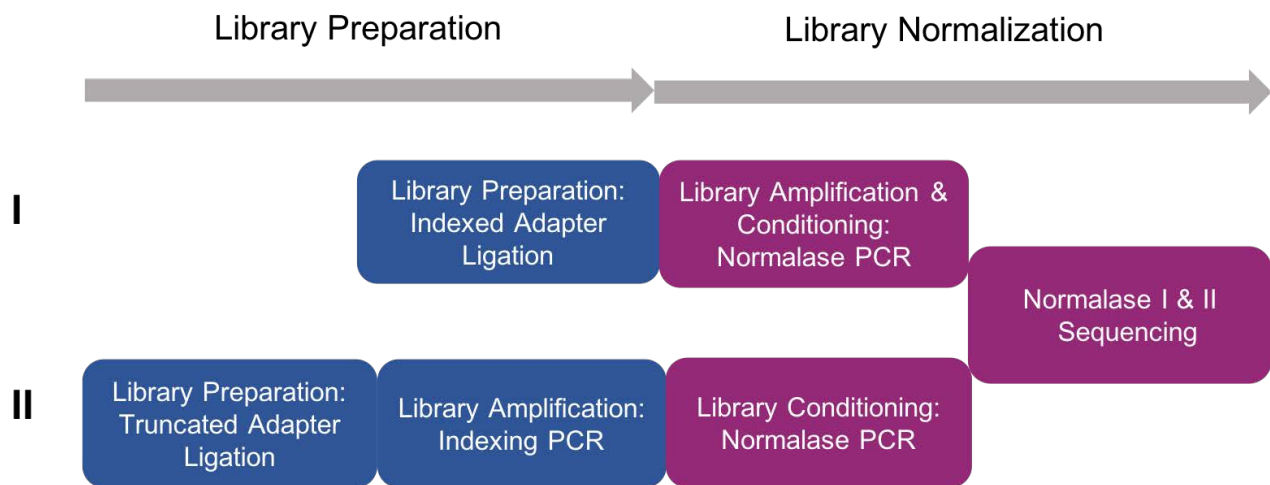 Library Preparation
Library Normalization
I
Library Preparation:
Indexed Adapter
Ligation
Library Amplification &
Conditioning:
Normalase PCR
Normalase I & II
Sequencing
II
Library Preparation:
Truncated Adapter
Ligation
Library Amplification:
Indexing PCR
Library Conditioning:
Normalase PCR